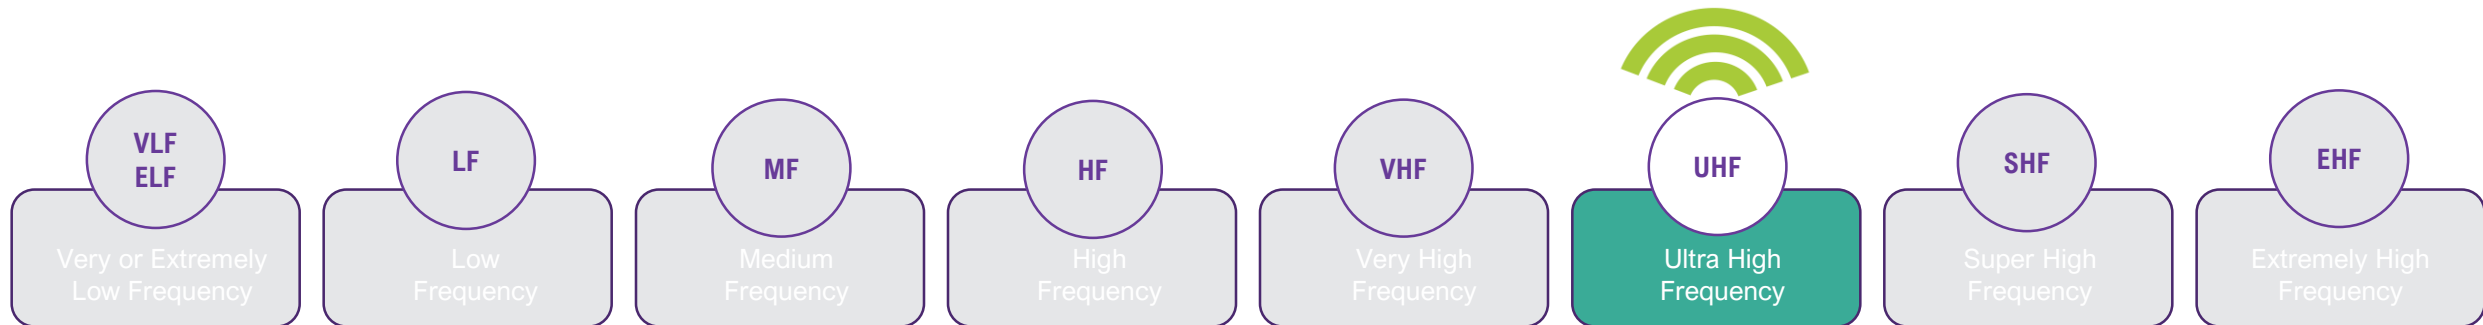 VLF
ELF
Very or Extremely
Low Frequency
LF
Low
Frequency
MF
Medium
Frequency
HF
High
Frequency
VHF
Very High
Frequency
UHF
Ultra High
Frequency
SHF
Super High
Frequency
EHF
Extremely High
Frequency